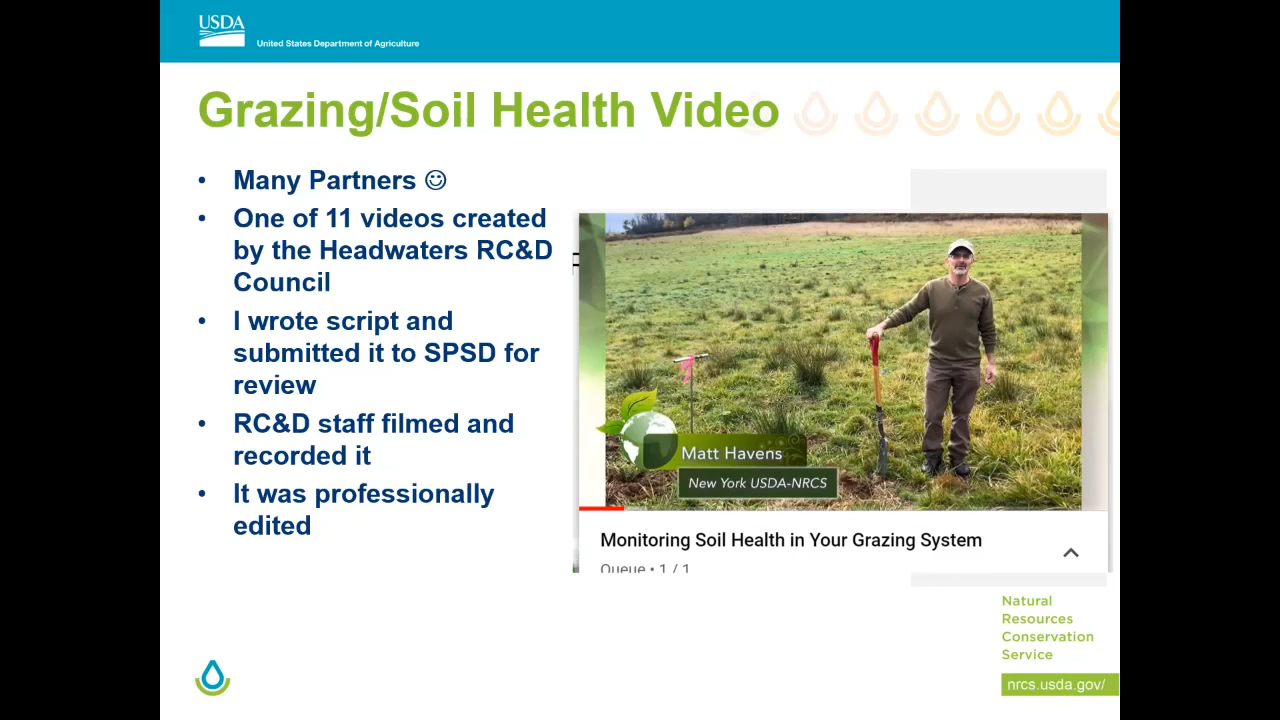 USDA
United States Department of Agriculture
Grazing/Soil Health Video
• Many Partners ☺
• One of 11 videos created
by the Headwaters RC&D
Council
• I wrote script and
submitted it to SPSD for
review
• RC&D staff filmed and
recorded it
• It was professionally
edited
Matt Havens
New York USDA-NRCS
Monitoring Soil Health in Your Grazing System
Queue • 1 / 1
Natural
Resources
Conservation
Service
nrcs.usda.gov/